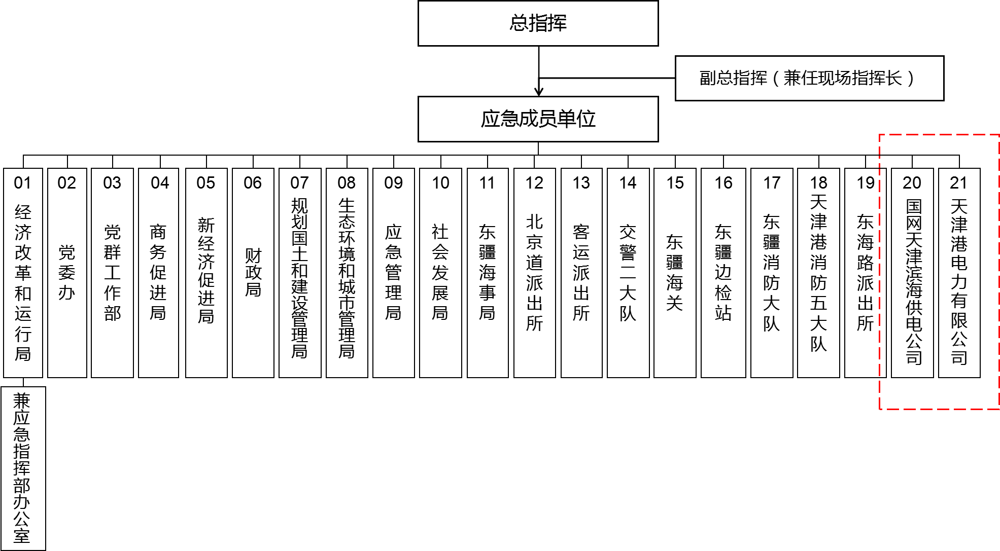 总指挥
副总指挥（兼任现场指挥长）
应急成员单位
01
经济改革和运行局
02
党委办
03
党群工作部
04
商务促进局
05
新经济促进局
06
财政局
07
规划国土和建设管理局
08
生态环境和城市管理局
09
应急管理局
10
社会发展局
11
东疆海事局
12
北京道派出所
13
客运派出所
14
交警二大队
15
东疆海关
16
东疆边检站
17
东疆消防大队
18
天津港消防五大队
19
东海路派出所
20
国网天津滨海供电公司
21
天津港电力有限公司
兼应急指挥部办公室